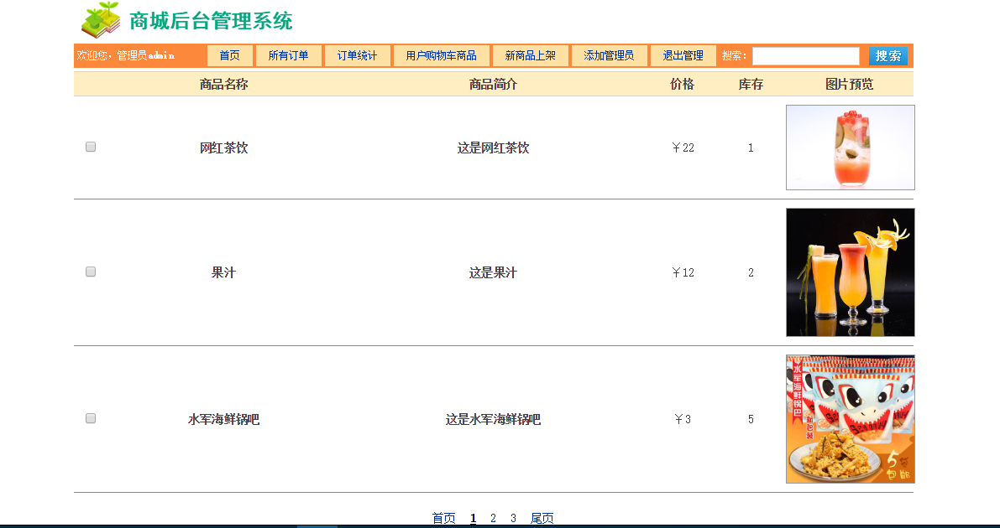 商城后台管理系统
欢迎您，管理员admin 首页 所有订单 订单统计 用户购物车商品 新商品上架 添加管理员 退出管理 搜索： 搜索
商品名称 商品简介 价格 库存 图片预览
网红茶饮 这是网红茶饮 ￥22 1
果汁 这是果汁 ￥12 2
水军海鲜锅吧 这是水军海鲜锅吧 ￥3 5
水军海鲜锅巴
新包装
5
首页 1 2 3 尾页